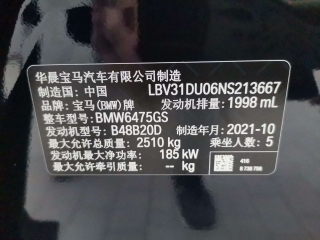 华晨宝马汽车有限公司制造
制造国: 中国 LBV31DU06NS213667
品牌: 宝马(BMW)牌 发动机排量: 1998 mL
整车型号: BMW6475GS
发动机型号: B48B20D 制造年月: 2021-10
最大允许总质量: 2510 kg 乘坐人数: 5
发动机最大净功率: 185 kW
最大允许牵引质量: -- kg
416
8 738 766